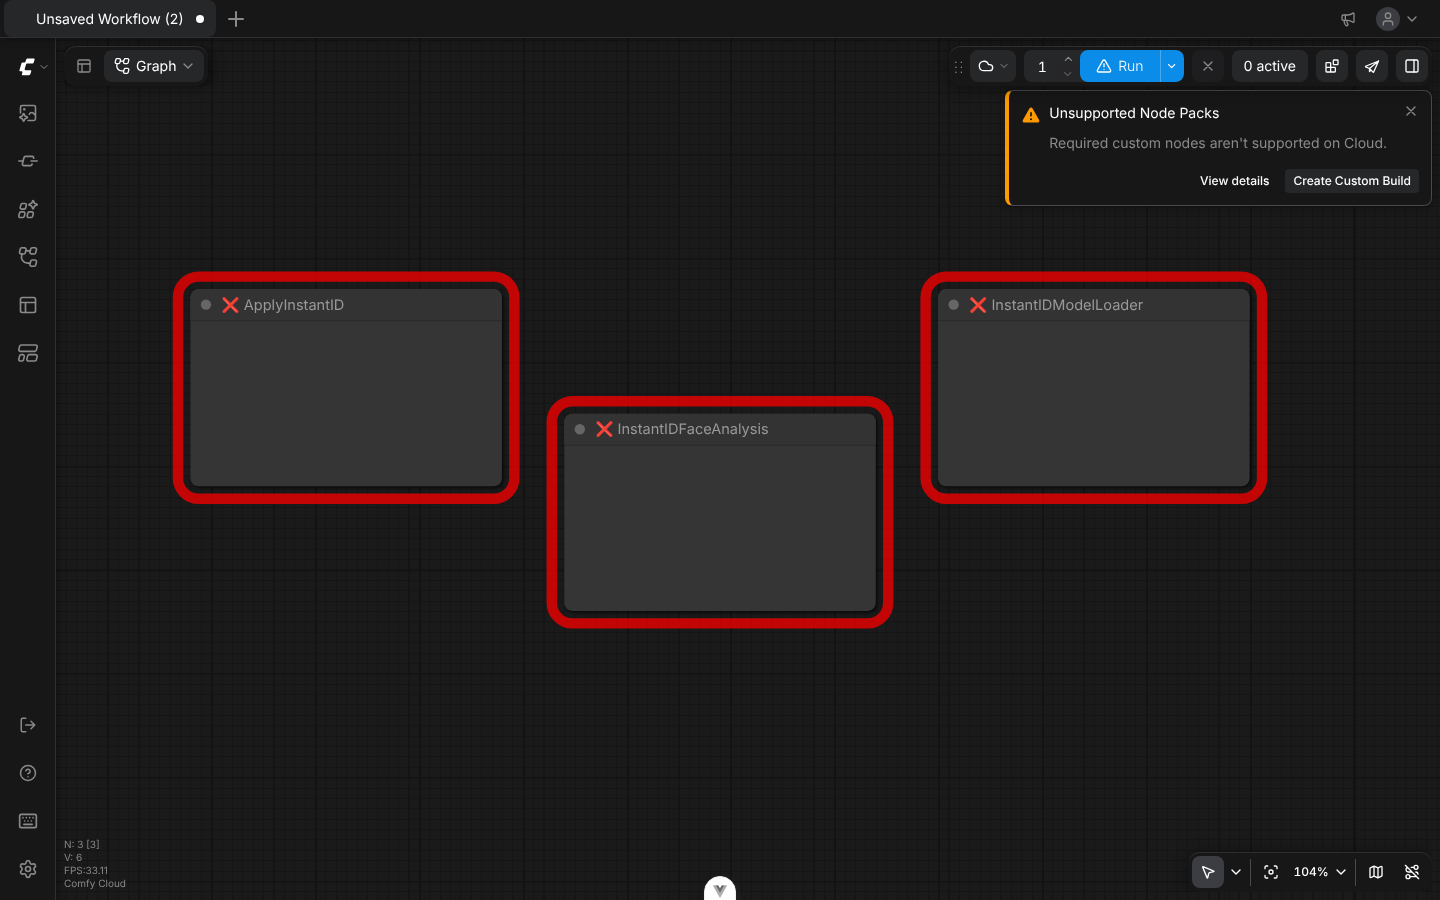 Unsaved Workflow (2)
Graph
1
Run
0 active
Unsupported Node Packs
Required custom nodes aren't supported on Cloud.
View details
Create Custom Build
ApplyInstantID
InstantIDModelLoader
InstantIDFaceAnalysis
N: 3 [3]
V: 6
FPS:33.11
Comfy Cloud
104%